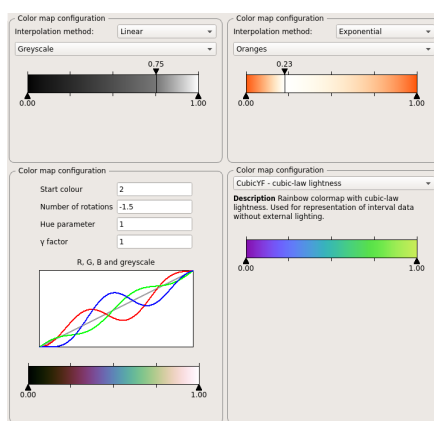 Color map configuration
Interpolation method: Linear
Greyscale
0.75
0.00 1.00
Color map configuration
Interpolation method: Exponential
Oranges
0.23
0.00 1.00
Color map configuration
Start colour 2
Number of rotations -1.5
Hue parameter 1
γ factor 1
R, G, B and greyscale
0.00 1.00
Color map configuration
CubicYF - cubic-law lightness
Description Rainbow colormap with cubic-law
lightness. Used for representation of interval data
without external lighting.
0.00 1.00